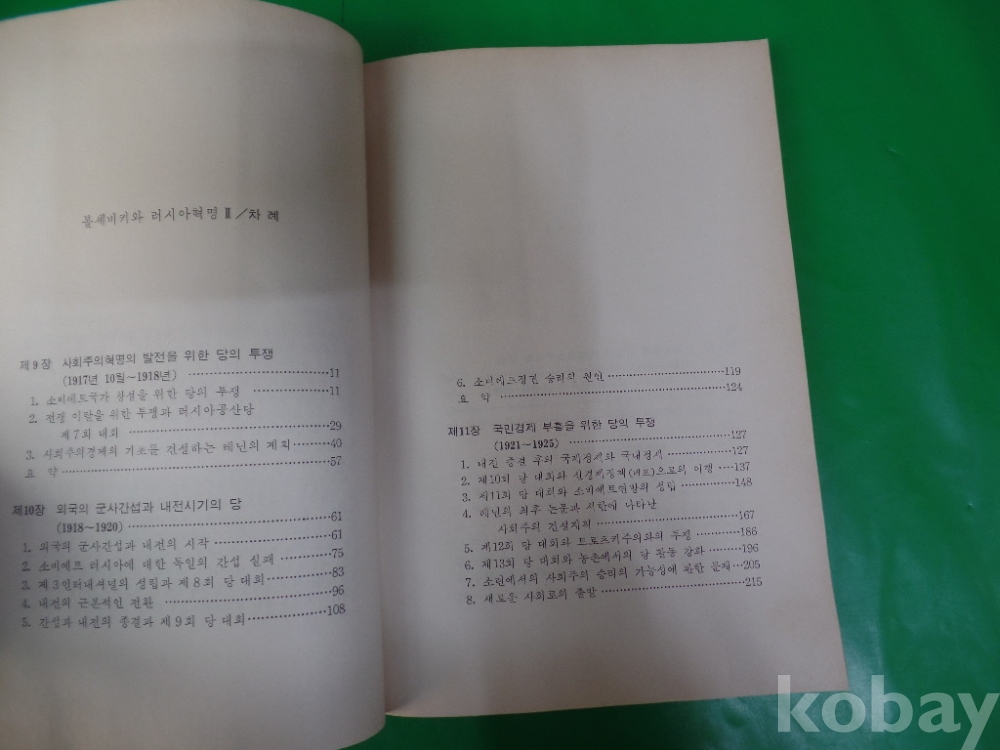 볼셰비키와 러시아혁명 Ⅲ/차 례
제9장 사회주의혁명의 발전을 위한 당의 투쟁
(1917년 10월~1918년)……11
1. 소비에트국가 창설을 위한 당의 투쟁 ……11
2. 전쟁 이탈을 위한 투쟁과 러시아공산당
제7회 대회……29
3. 사회주의경제의 기초를 건설하는 레닌의 계획……40
요 약……57
제10장 외국의 군사간섭과 내전시기의 당
(1918~1920)……61
1. 외국의 군사간섭과 내전의 시작……61
2. 소비에트 러시아에 대한 독일의 간섭 실패……75
3. 제3인터내셔널의 성립과 제8회 당 대회……83
4. 내전의 근본적인 전환 ……96
5. 간섭과 내전의 종결과 제9회 당 대회……108
6. 소비에트정권 승리의 원인……119
요 약……124
제11장 국민경제 부흥을 위한 당의 투쟁
(1921~1925)……127
1. 내전 종결 후의 국제정세와 국내정세……127
2. 제10회 당 대회와 신경제정책(네프)으로의 이행……137
3. 제11회 당 대회와 소비에트연방의 성립……148
4. 레닌의 최후 논문과 서한에 나타난
사회주의 건설계획……167
5. 제12회 당 대회와 트로츠키주의와의 투쟁……186
6. 제13회 당 대회와 농촌에서의 당 활동 강화……196
7. 소련에서의 사회주의 승리의 가능성에 관한 문제……205
8. 새로운 사회로의 출발……215
kobay